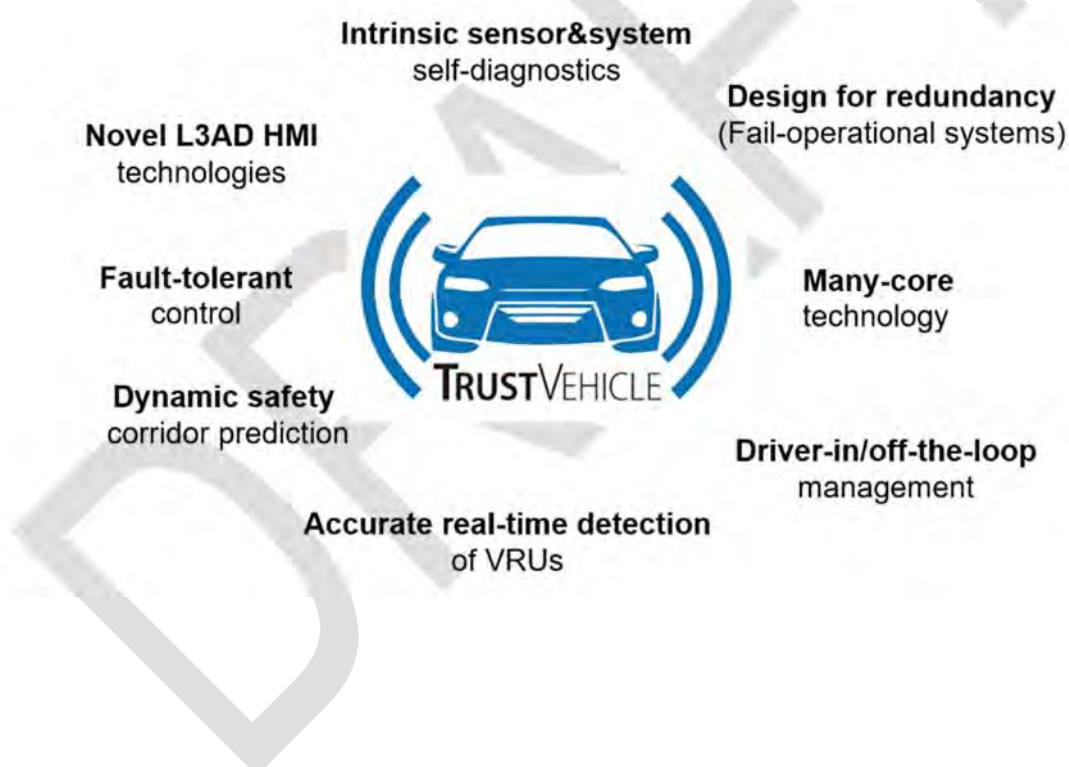 Intrinsic sensor&system
self-diagnostics
Design for redundancy
(Fail-operational systems)
Novel L3AD HMI
technologies
Fault-tolerant
control
Many-core
technology
TRUSTVEHICLE
Dynamic safety
corridor prediction
Driver-in/off-the-loop
management
Accurate real-time detection
of VRUs
DRAFT